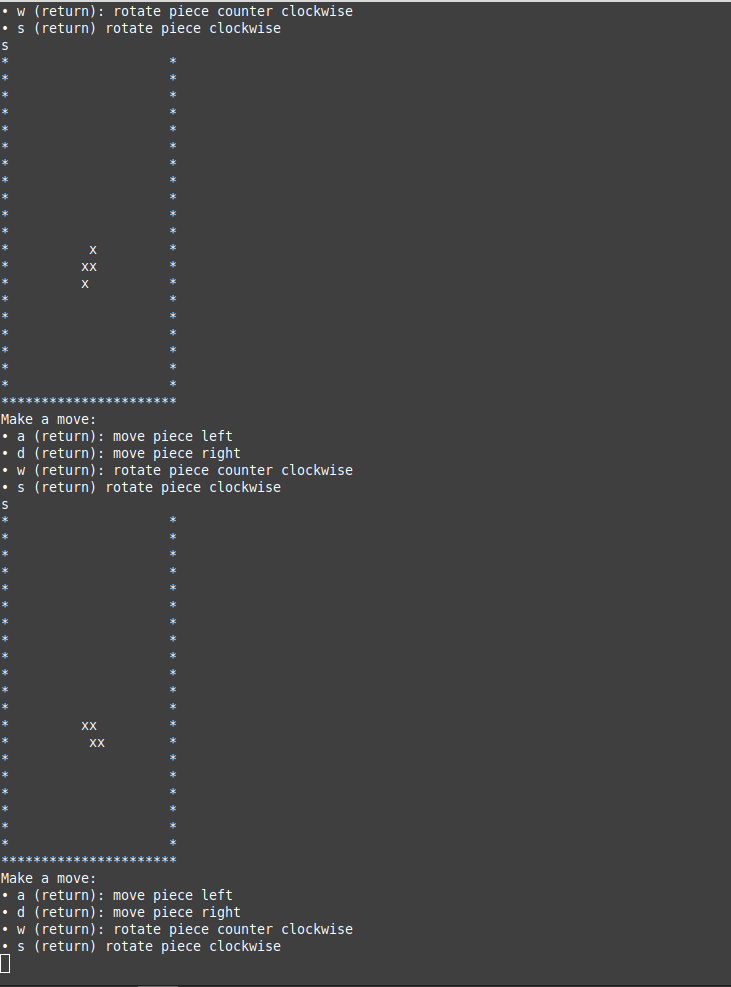 • w (return): rotate piece counter clockwise
• s (return) rotate piece clockwise
s
*                    *
*                    *
*                    *
*                    *
*                    *
*                    *
*                    *
*                    *
*                    *
*                    *
*                    *
*          x         *
*         xx         *
*         x          *
*                    *
*                    *
*                    *
*                    *
*                    *
*                    *
**********************
Make a move:
• a (return): move piece left
• d (return): move piece right
• w (return): rotate piece counter clockwise
• s (return) rotate piece clockwise
s
*                    *
*                    *
*                    *
*                    *
*                    *
*                    *
*                    *
*                    *
*                    *
*                    *
*                    *
*                    *
*         xx         *
*          xx        *
*                    *
*                    *
*                    *
*                    *
*                    *
*                    *
**********************
Make a move:
• a (return): move piece left
• d (return): move piece right
• w (return): rotate piece counter clockwise
• s (return) rotate piece clockwise